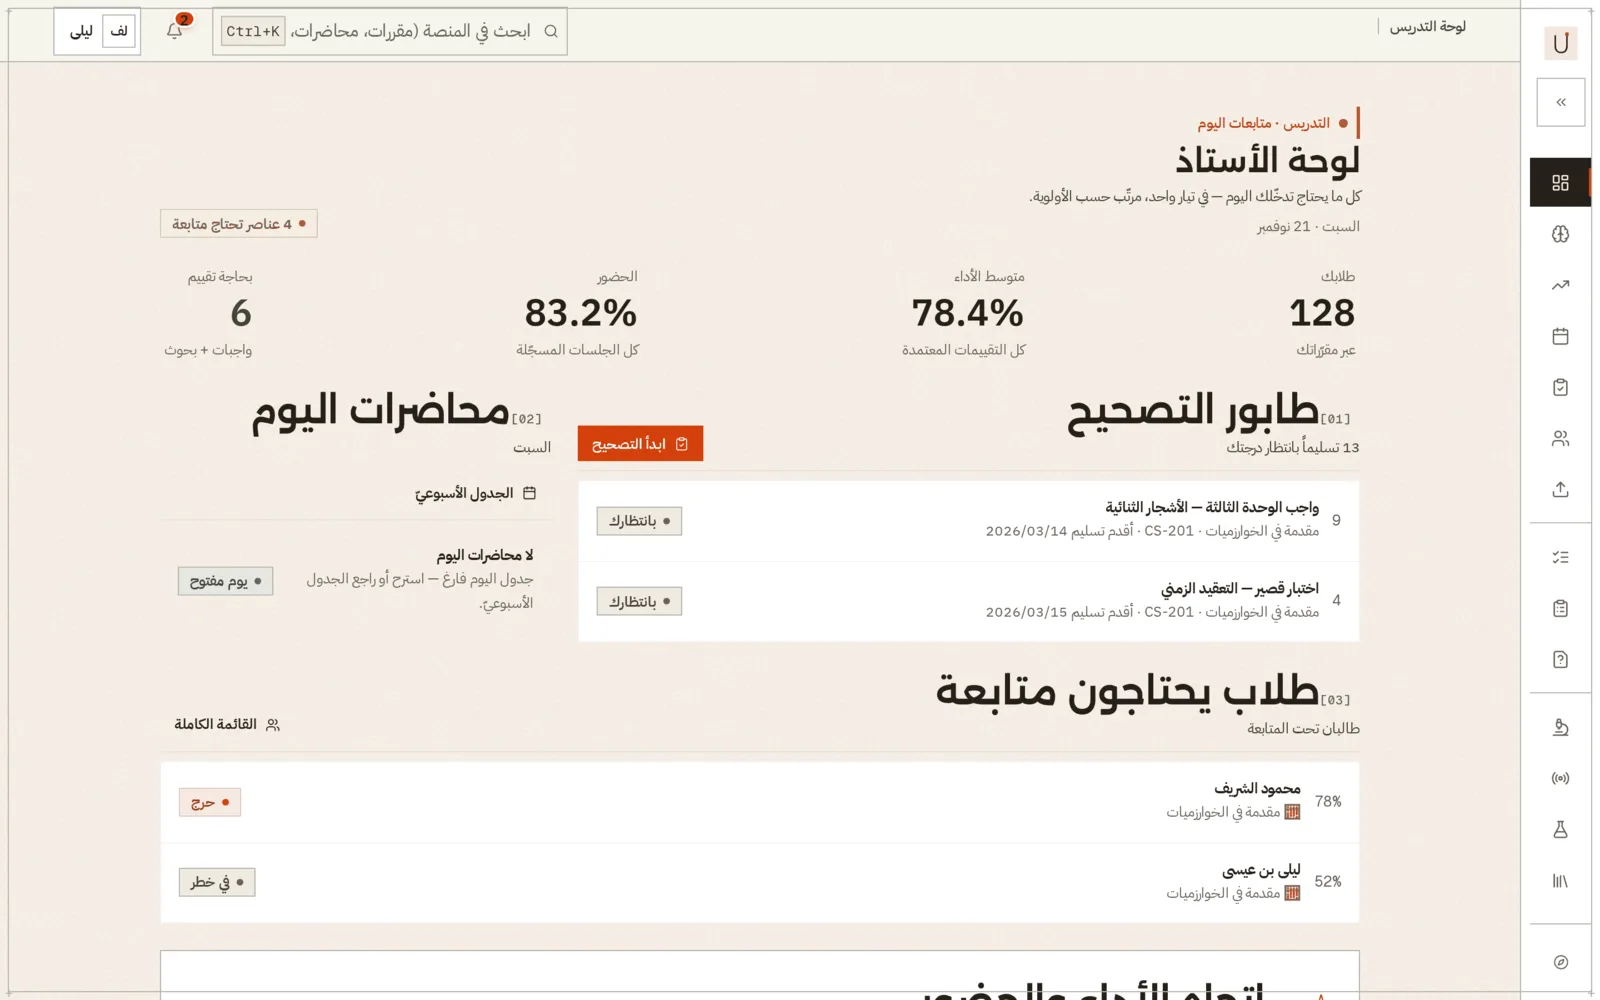 لوحة التدريس
ابحث في المنصة (مقررات، محاضرات،
Ctrl+K
2
لف
ليلى
التدريس · متابعات اليوم
لوحة الأستاذ
كل ما يحتاج تدخّلك اليوم — في تيار واحد، مرتّب حسب الأولوية.
السبت · 21 نوفمبر
4 عناصر تحتاج متابعة
طلابك
128
عبر مقرّراتك
متوسط الأداء
78.4%
كل التقييمات المعتمدة
الحضور
83.2%
كل الجلسات المسجّلة
بحاجة تقييم
6
واجبات + بحوث
[01] طابور التصحيح
13 تسليماً بانتظار درجتك
ابدأ التصحيح
9
واجب الوحدة الثالثة — الأشجار الثنائية
مقدمة في الخوارزميات · CS-201 · أقدم تسليم 2026/03/14
بانتظارك
4
اختبار قصير — التعقيد الزمني
مقدمة في الخوارزميات · CS-201 · أقدم تسليم 2026/03/15
بانتظارك
[02] محاضرات اليوم
السبت
الجدول الأسبوعيّ
لا محاضرات اليوم
جدول اليوم فارغ — استرح أو راجع الجدول
الأسبوعيّ.
يوم مفتوح
[03] طلاب يحتاجون متابعة
طالبان تحت المتابعة
القائمة الكاملة
78%
محمود الشريف
مقدمة في الخوارزميات
حرج
52%
ليلى بن عيسى
مقدمة في الخوارزميات
في خطر
اتجاه الأداء والحضور